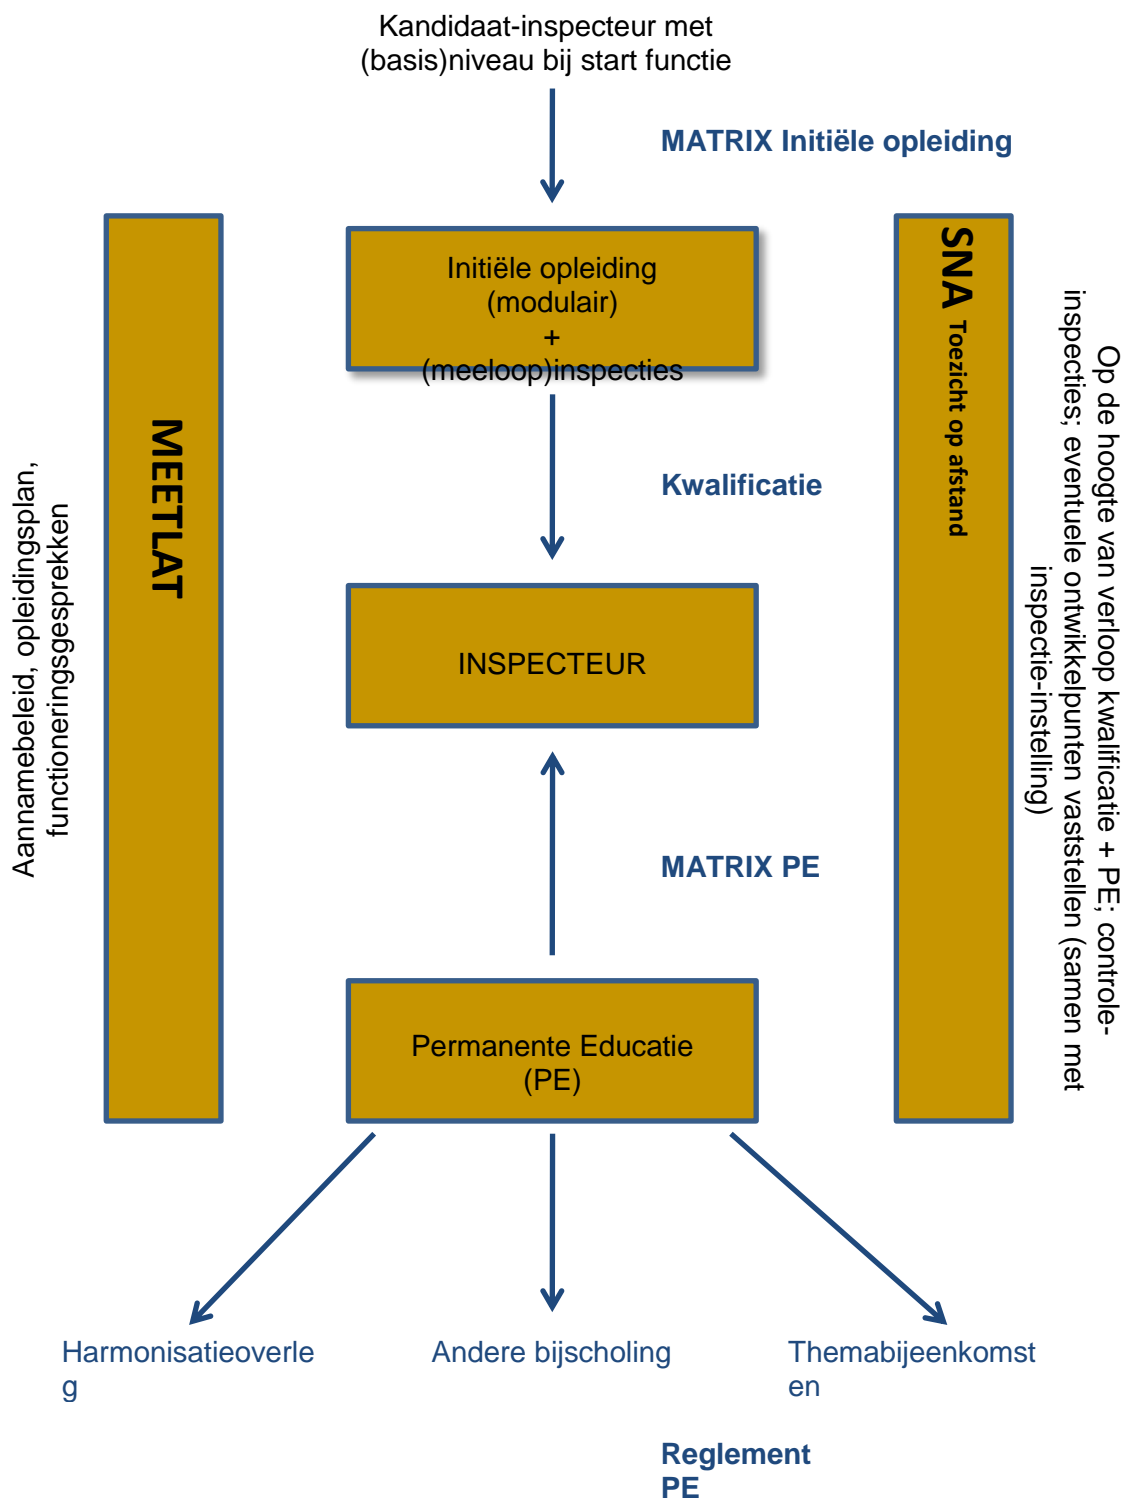 Kandidaat-inspecteur met
(basis)niveau bij start functie
MATRIX Initiële opleiding
Initiële opleiding
(modulair)
+
(meeloop)inspecties
Kwalificatie
INSPECTEUR
MATRIX PE
Permanente Educatie
(PE)
Aannamebeleid, opleidingsplan,
functioneringsgesprekken
MEETLAT
SNA Toezicht op afstand
Op de hoogte van verloop kwalificatie + PE; controle-
inspecties; eventuele ontwikkelpunten vaststellen (samen met
inspectie-instelling)
Harmonisatieoverle
g
Andere bijscholing
Themabijeenkomst
en
Reglement
PE